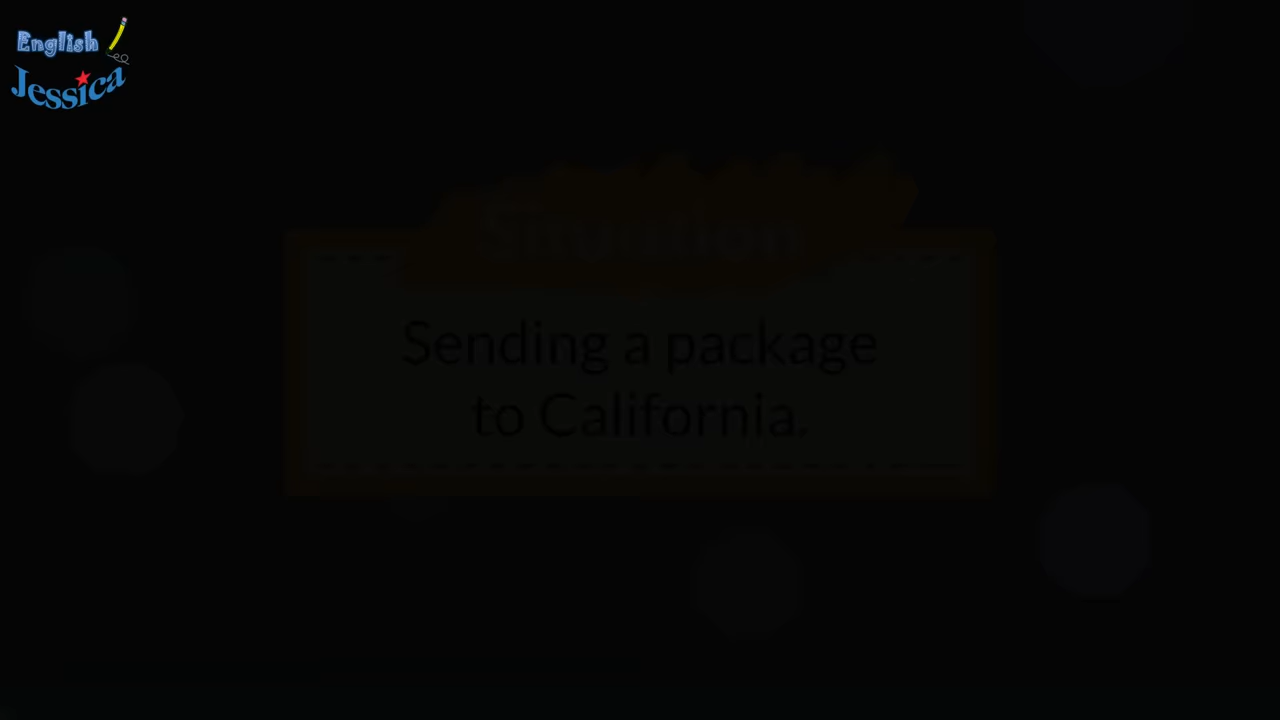 English
Jessica
Situation
Sending a package
to California.